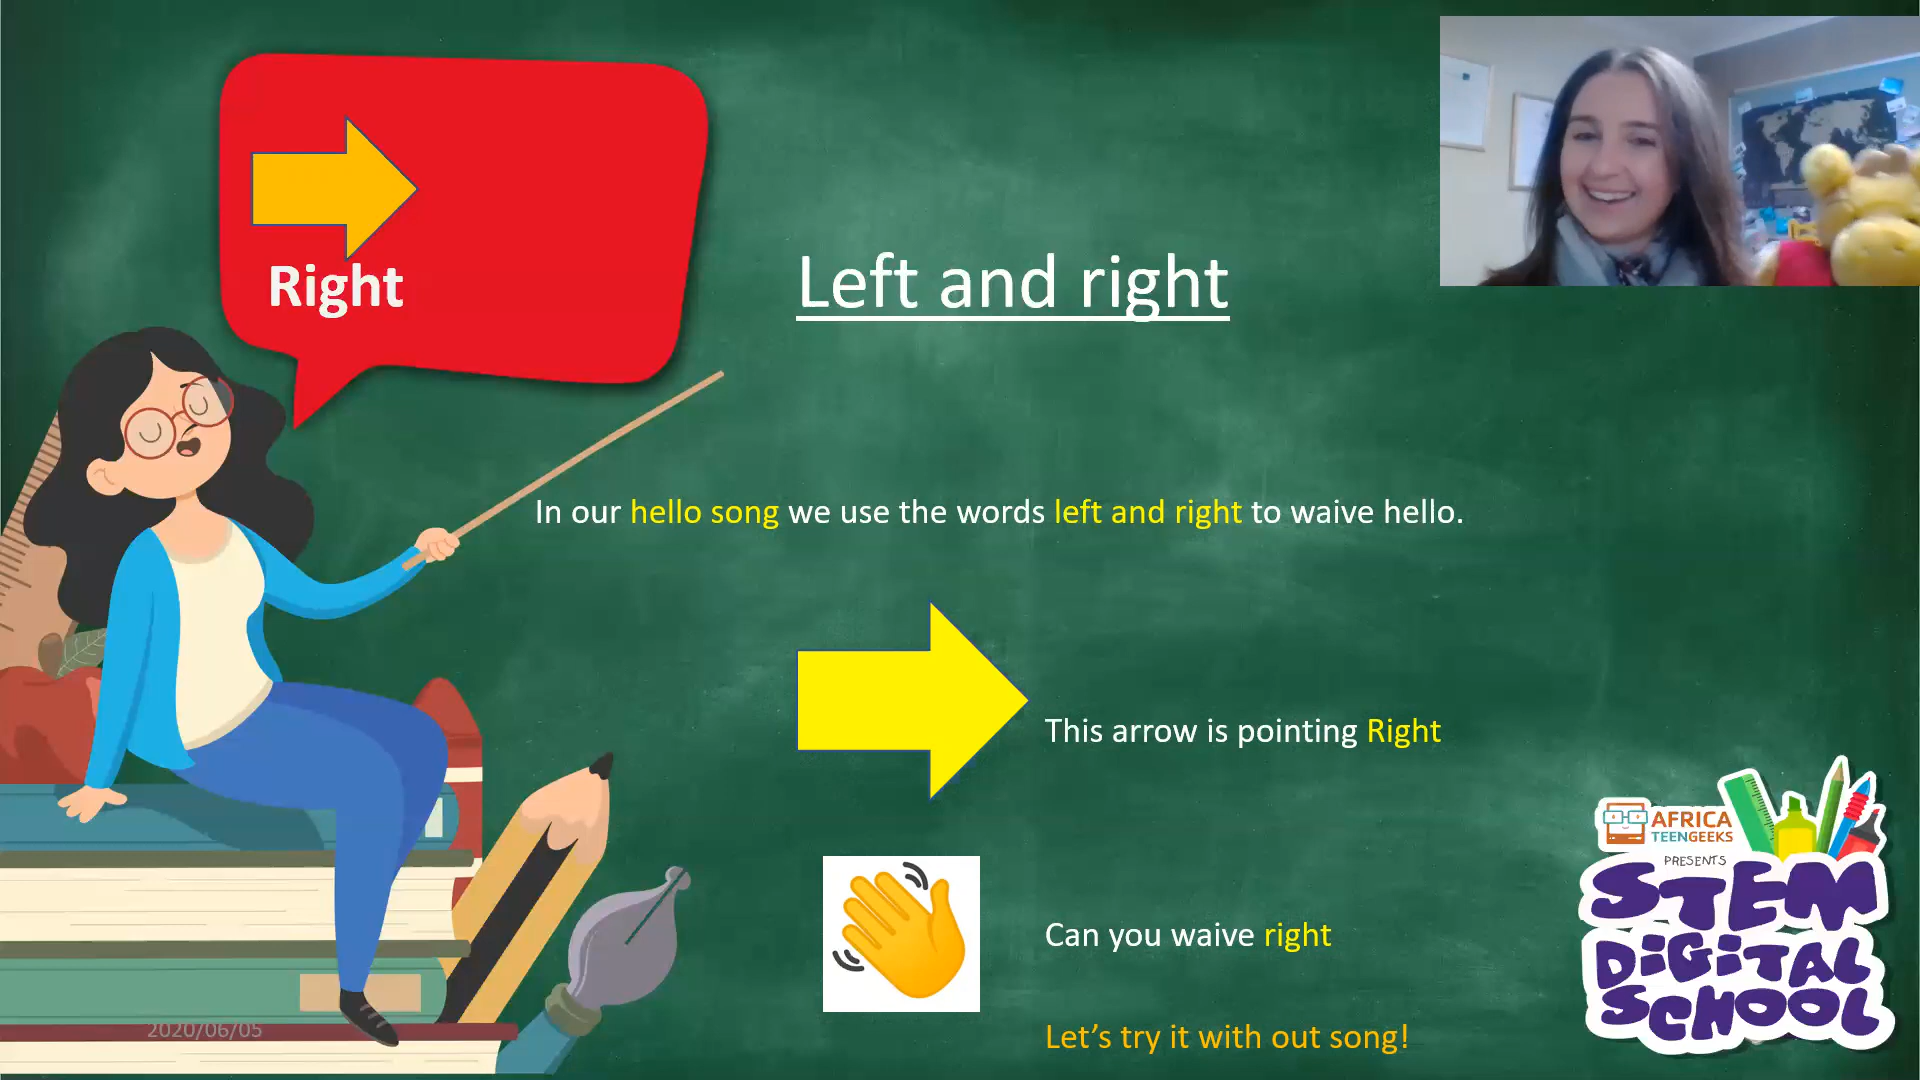 Right
Left and right
In our hello song we use the words left and right to waive hello.
This arrow is pointing Right
Can you waive right
Let’s try it with out song!
2020/06/05
AFRICA
TEENGEEKS
PRESENTS
STEM
DIGITAL
SCHOOL